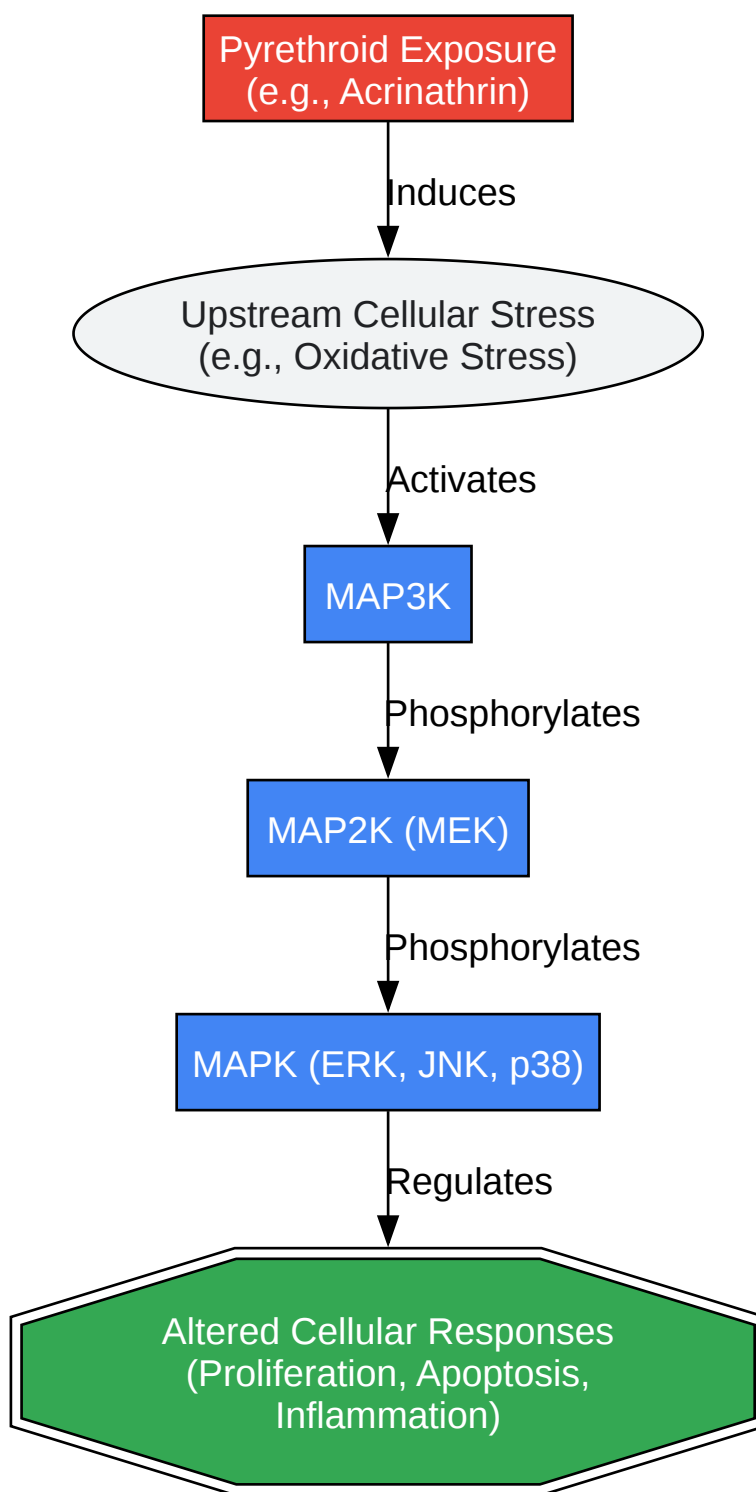 Pyrethroid Exposure
(e.g., Acrinathrin)
Induces
Upstream Cellular Stress
(e.g., Oxidative Stress)
Activates
MAP3K
Phosphorylates
MAP2K (MEK)
Phosphorylates
MAPK (ERK, JNK, p38)
Regulates
Altered Cellular Responses
(Proliferation, Apoptosis,
Inflammation)